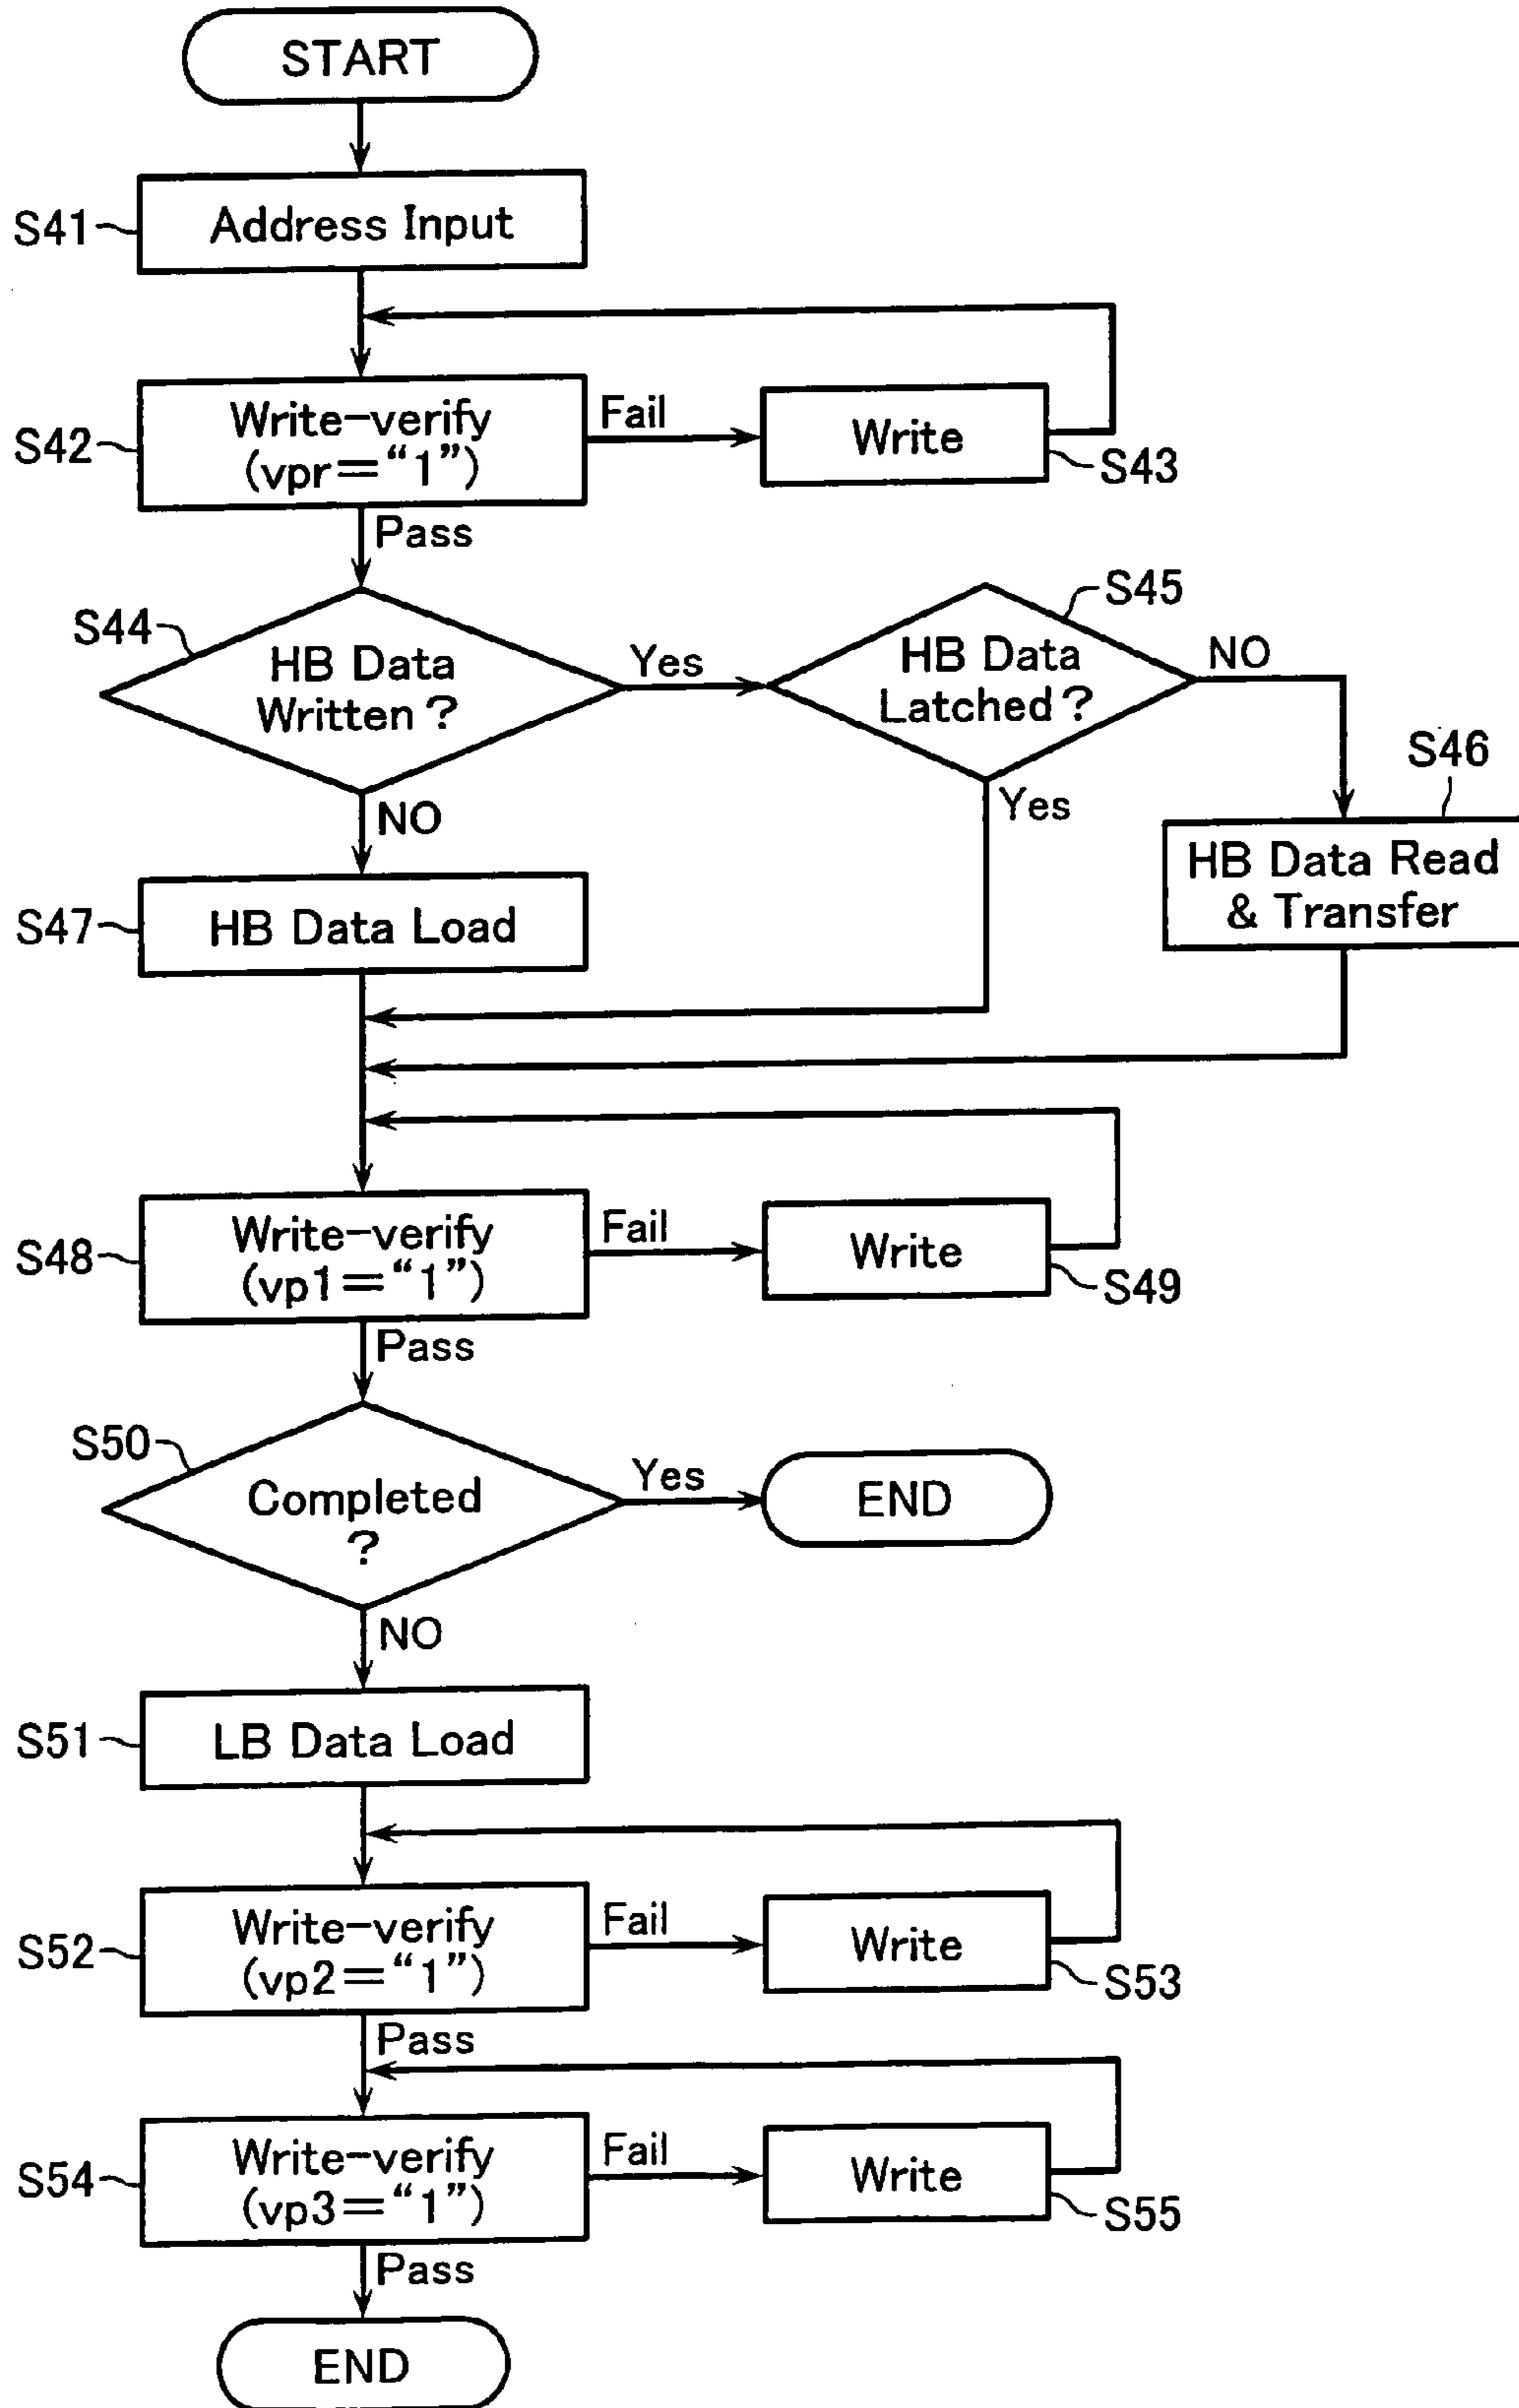 START
S41
Address Input
S42
Write-verify
(vpr="1")
Fail
Write
S43
Pass
S44
HB Data
Written?
Yes
S45
HB Data
Latched?
NO
S46
HB Data Read
& Transfer
Yes
NO
S47
HB Data Load
S48
Write-verify
(vp1="1")
Fail
Write
S49
Pass
S50
Completed
?
Yes
END
NO
S51
LB Data Load
S52
Write-verify
(vp2="1")
Fail
Write
S53
Pass
S54
Write-verify
(vp3="1")
Fail
Write
S55
Pass
END